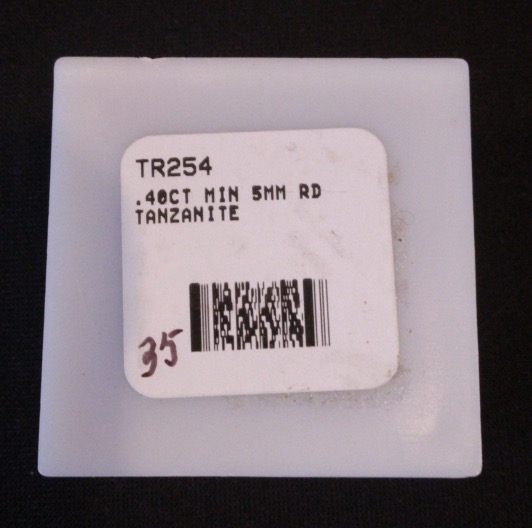 TR254
.40CT MIN 5MM RD
TANZANITE
35